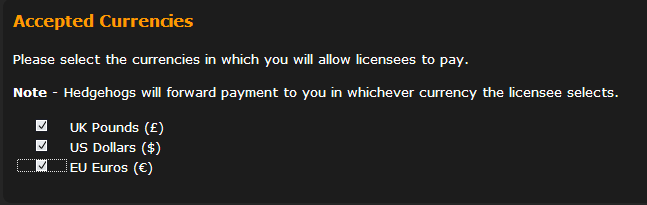 Accepted Currencies
Please select the currencies in which you will allow licensees to pay.
Note - Hedgehogs will forward payment to you in whichever currency the licensee selects.
UK Pounds (£)
US Dollars ($)
EU Euros (€)